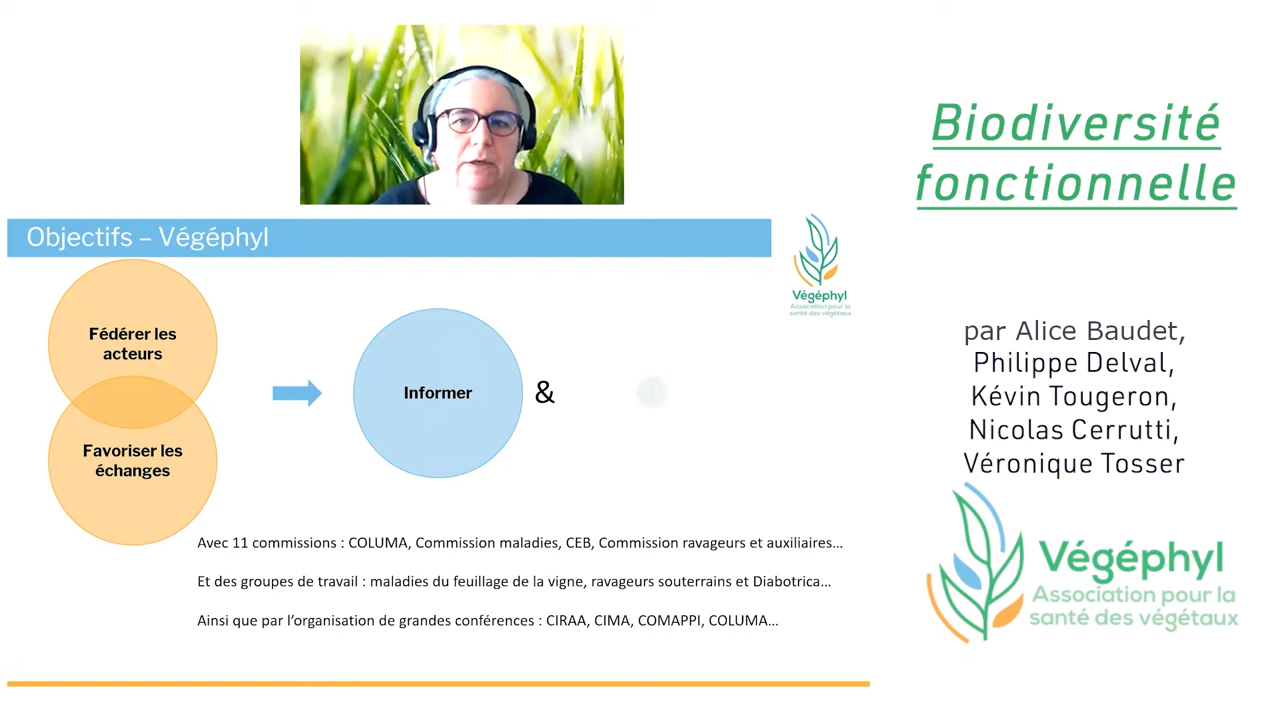 Objectifs – Végéphyl
Végéphyl
Association pour la
santé des végétaux
Fédérer les
acteurs
Favoriser les
échanges
Informer
&
Avec 11 commissions : COLUMA, Commission maladies, CEB, Commission ravageurs et auxiliaires…
Et des groupes de travail : maladies du feuillage de la vigne, ravageurs souterrains et Diabotrica…
Ainsi que par l’organisation de grandes conférences : CIRAA, CIMA, COMAPPI, COLUMA…
Biodiversité
fonctionnelle
par Alice Baudet,
Philippe Delval,
Kévin Tougeron,
Nicolas Cerrutti,
Véronique Tosser
Végéphyl
Association pour la
santé des végétaux